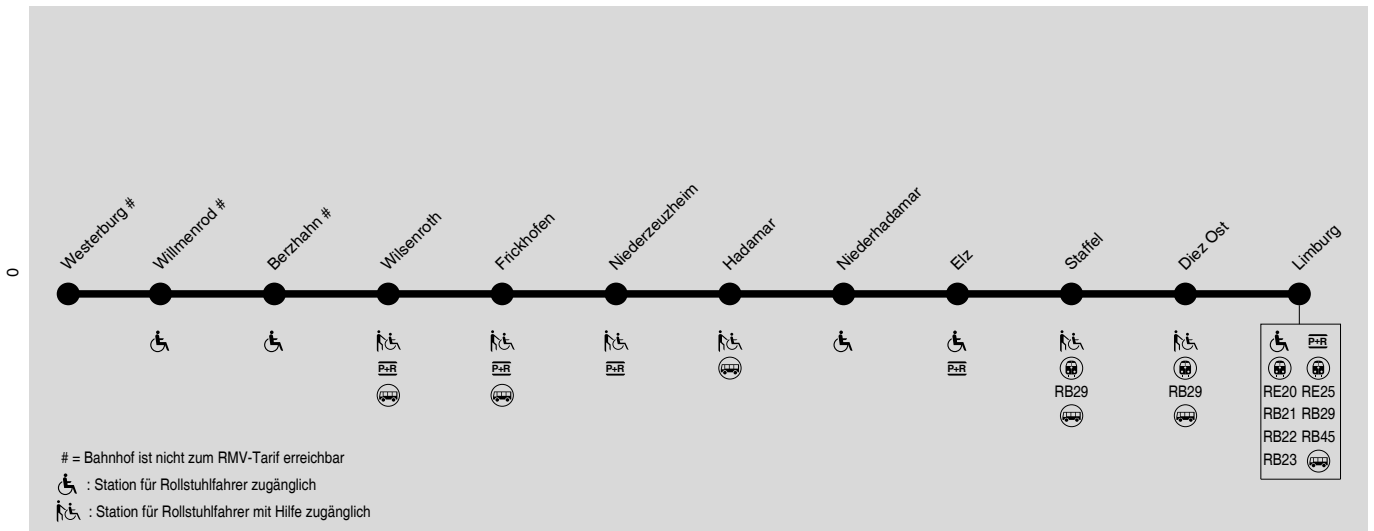 Westerburg #
Willmenrod #
Berzhahn #
Wilsenroth
Frickhofen
Niederzeuzheim
Hadamar
Niederhadamar
Elz
Staffel
Diez Ost
Limburg
0
P+R
P+R
P+R
P+R
P+R
RB29
RB29
RE20 RE25
RB21 RB29
RB22 RB45
RB23
# = Bahnhof ist nicht zum RMV-Tarif erreichbar
: Station für Rollstuhlfahrer zugänglich
: Station für Rollstuhlfahrer mit Hilfe zugänglich